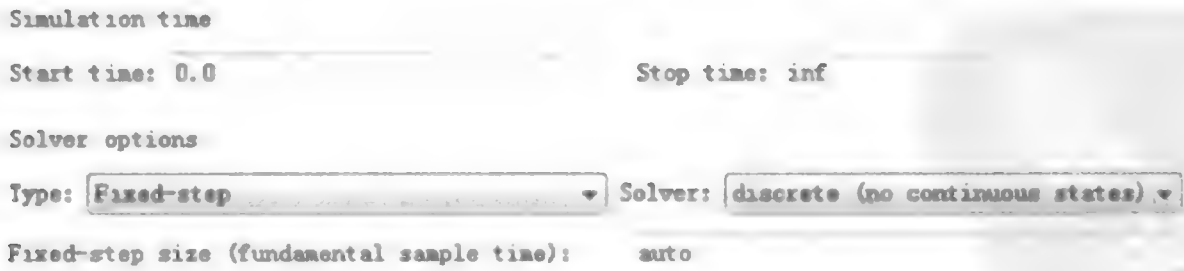 Simulation time
Start time: 0.0 Stop time: inf
Solver options
Type: Fixed-step Solver: discrete (no continuous states)
Fixed-step size (fundamental sample time): auto